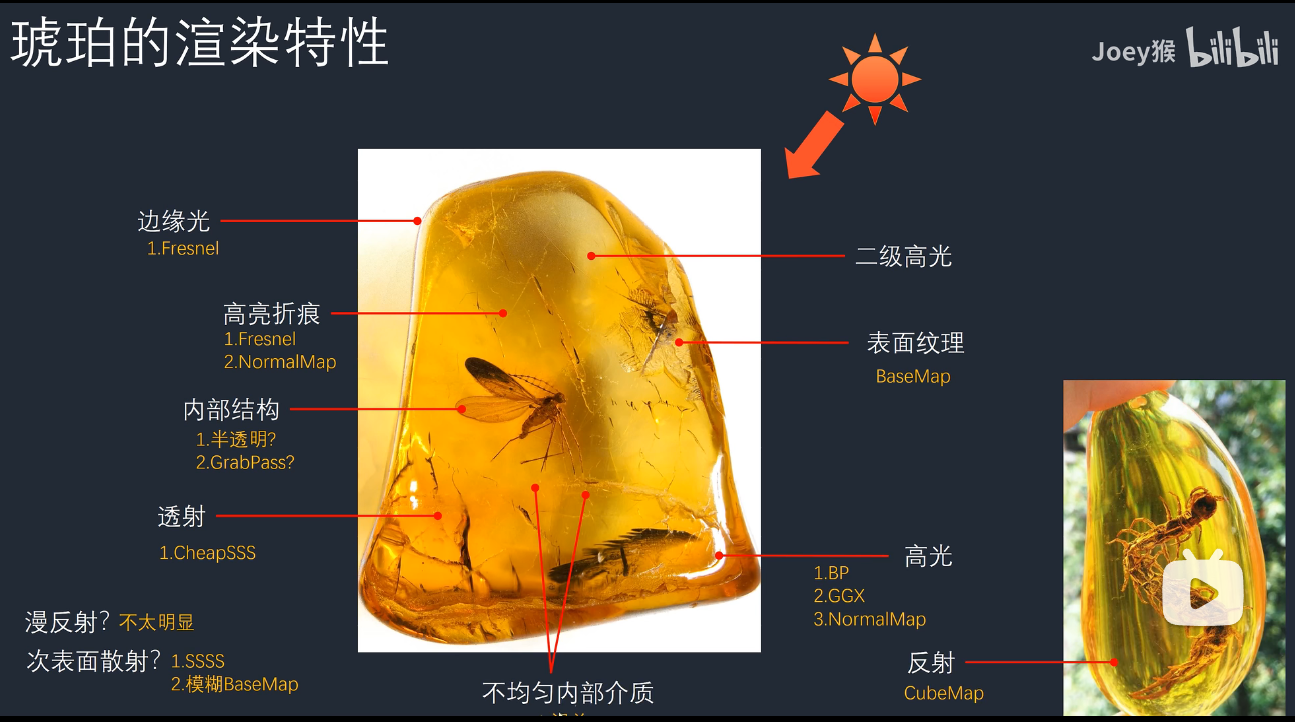 琥珀的渲染特性
Joey猴 bilibili
边缘光
1.Fresnel
二级高光
高亮折痕
1.Fresnel
2.NormalMap
表面纹理
BaseMap
内部结构
1.半透明?
2.GrabPass?
透射
1.CheapSSS
高光
1.BP
2.GGX
3.NormalMap
漫反射? 不太明显
次表面散射? 1.SSSS
2.模糊BaseMap
反射
CubeMap
不均匀内部介质